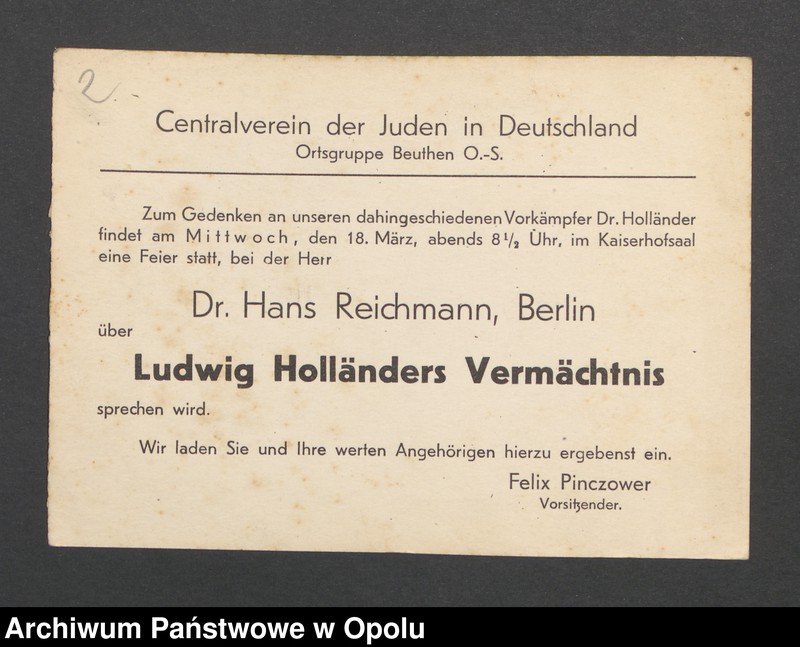 2.
Centralverein der Juden in Deutschland
Ortsgruppe Beuthen O.-S.
Zum Gedenken an unseren dahingeschiedenen Vorkämpfer Dr. Holländer
findet am Mittwoch, den 18. März, abends 8 1/2 Uhr, im Kaiserhofsaal
eine Feier statt, bei der Herr
Dr. Hans Reichmann, Berlin
über
Ludwig Holländers Vermächtnis
sprechen wird.
Wir laden Sie und Ihre werten Angehörigen hierzu ergebenst ein.
Felix Pinczower
Vorsitzender.
Archiwum Państwowe w Opolu